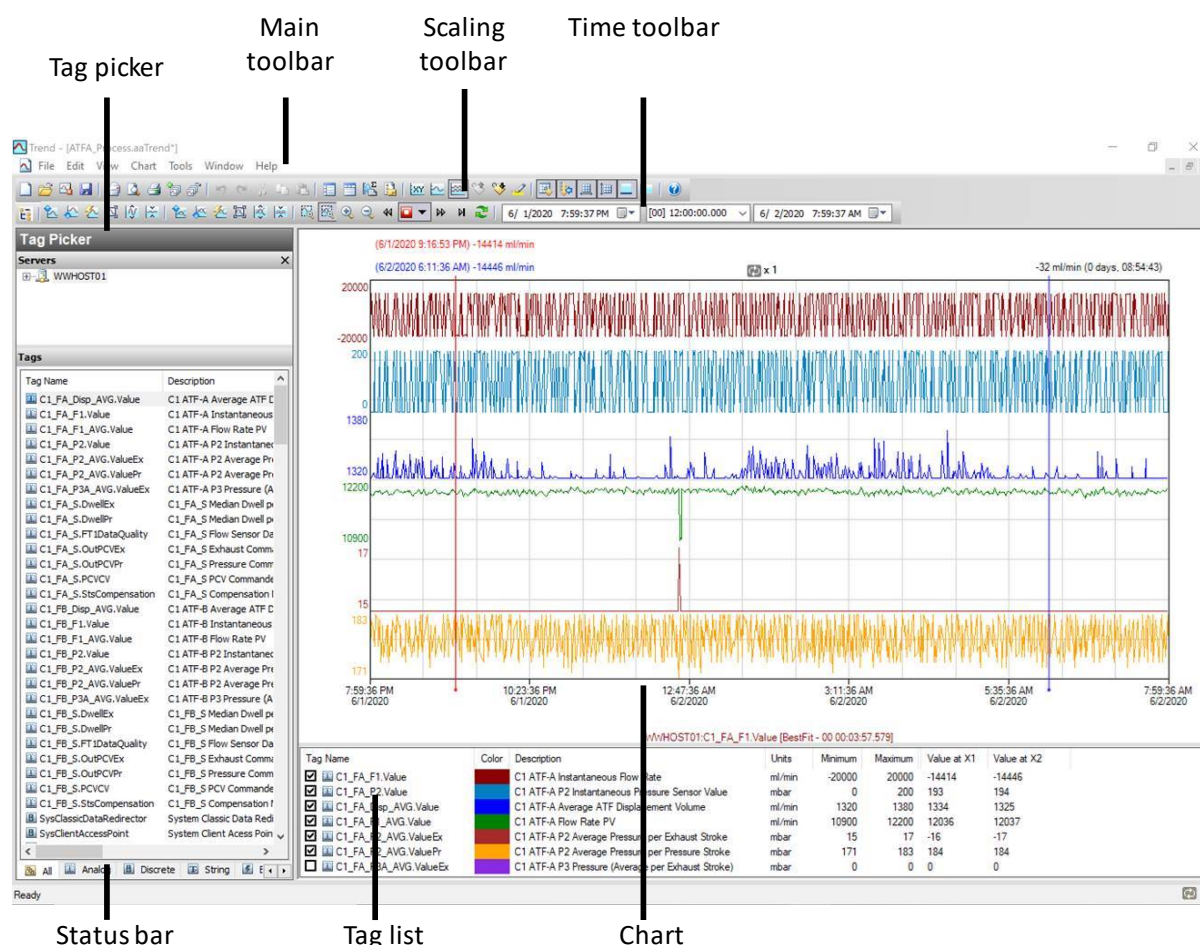 Main toolbar
Scaling toolbar
Time toolbar
Tag picker
Trend - [ATFA_Process.aaTrend*]
File Edit View Chart Tools Window Help
6/ 1/2020 7:59:37 PM [00] 12:00:00.000 6/ 2/2020 7:59:37 AM
Tag Picker
Servers
WWHOST01
Tags
Tag Name Description
C1_FA_Disp_AVG.Value C1 ATF-A Average ATF D
C1_FA_F1.Value C1 ATF-A Instantaneous
C1_FA_F1_AVG.Value C1 ATF-A Flow Rate PV
C1_FA_P2.Value C1 ATF-A P2 Instantaneo
C1_FA_P2_AVG.ValueEx C1 ATF-A P2 Average Pre
C1_FA_P2_AVG.ValuePr C1 ATF-A P2 Average Pre
C1_FA_P3A_AVG.ValueEx C1 ATF-A P3 Pressure (A
C1_FA_S.DwellEx C1_FA_S Median Dwell pe
C1_FA_S.DwellPr C1_FA_S Median Dwell pe
C1_FA_S.FT1DataQuality C1_FA_S Flow Sensor Da
C1_FA_S.OutPCVEx C1_FA_S Exhaust Comma
C1_FA_S.OutPCVPr C1_FA_S Pressure Comm
C1_FA_S.PCVCV C1_FA_S PCV Commande
C1_FA_S.StsCompensation C1_FA_S Compensation M
C1_FB_Disp_AVG.Value C1 ATF-B Average ATF D
C1_FB_F1.Value C1 ATF-B Instantaneous
C1_FB_F1_AVG.Value C1 ATF-B Flow Rate PV
C1_FB_P2.Value C1 ATF-B P2 Instantaneo
C1_FB_P2_AVG.ValueEx C1 ATF-B P2 Average Pre
C1_FB_P2_AVG.ValuePr C1 ATF-B P2 Average Pre
C1_FB_P3A_AVG.ValueEx C1 ATF-B P3 Pressure (A
C1_FB_S.DwellEx C1_FB_S Median Dwell pe
C1_FB_S.DwellPr C1_FB_S Median Dwell pe
C1_FB_S.FT1DataQuality C1_FB_S Flow Sensor Da
C1_FB_S.OutPCVEx C1_FB_S Exhaust Comma
C1_FB_S.OutPCVPr C1_FB_S Pressure Comm
C1_FB_S.PCVCV C1_FB_S PCV Commande
C1_FB_S.StsCompensation C1_FB_S Compensation M
SysClassicDataRedirector System Classic Data Redi
SysClientAccessPoint System Client Acess Poin
All Analog Discrete String E
Ready
(6/1/2020 9:16:53 PM) -14414 ml/min
(6/2/2020 6:11:36 AM) -14446 ml/min x 1 -32 ml/min (0 days, 08:54:43)
20000
-20000
200
0
1380
1320
12200
10900
17
15
183
171
7:59:36 PM 10:23:36 PM 12:47:36 AM 3:11:36 AM 5:35:36 AM 7:59:36 AM
6/1/2020 6/1/2020 6/2/2020 6/2/2020 6/2/2020 6/2/2020
WWHOST01:C1_FA_F1.Value [BestFit - 00 00:03:57.579]
Tag Name Color Description Units Minimum Maximum Value at X1 Value at X2
C1_FA_F1.Value C1 ATF-A Instantaneous Flow Rate ml/min -20000 20000 -14414 -14446
C1_FA_P2.Value C1 ATF-A P2 Instantaneous Pressure Sensor Value mbar 0 200 193 194
C1_FA_Disp_AVG.Value C1 ATF-A Average ATF Displacement Volume ml/min 1320 1380 1334 1325
C1_FA_F1_AVG.Value C1 ATF-A Flow Rate PV ml/min 10900 12200 12036 12037
C1_FA_P2_AVG.ValueEx C1 ATF-A P2 Average Pressure per Exhaust Stroke mbar 15 17 -16 -17
C1_FA_P2_AVG.ValuePr C1 ATF-A P2 Average Pressure per Pressure Stroke mbar 171 183 184 184
C1_FA_P3A_AVG.ValueEx C1 ATF-A P3 Pressure (Average per Exhaust Stroke) mbar 0 0 0 0
Status bar
Tag list
Chart